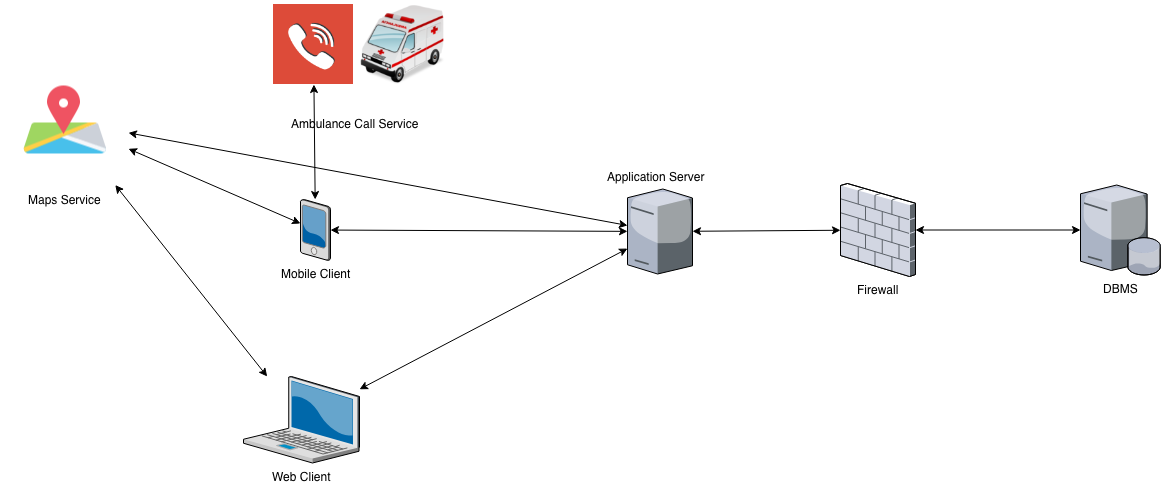 Ambulance Call Service
Application Server
Maps Service
Mobile Client
Firewall
DBMS
Web Client